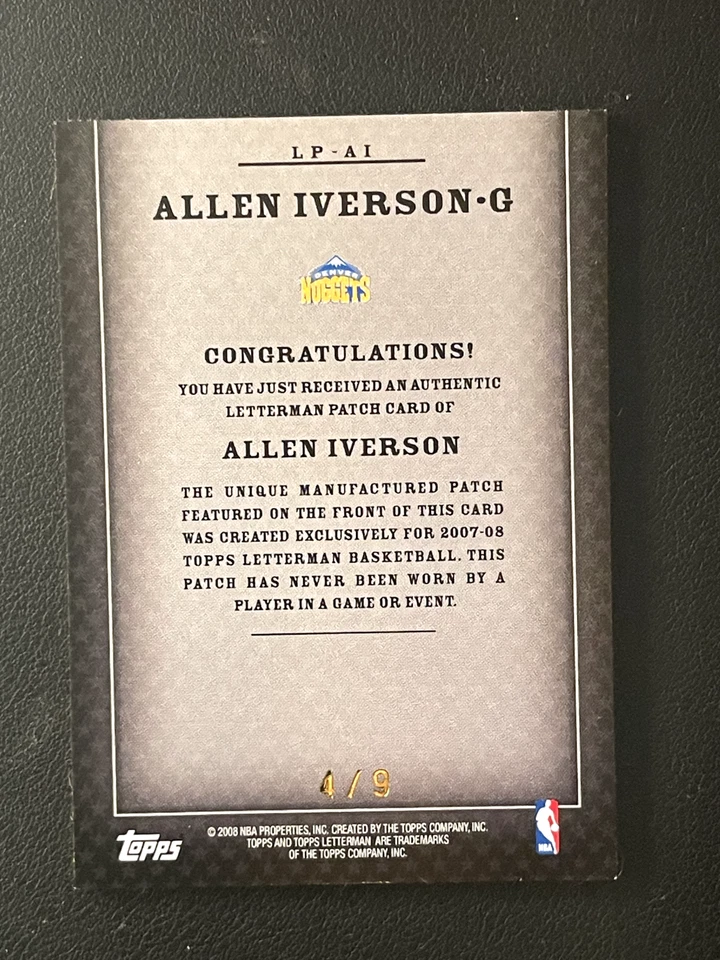 LP-AI
ALLEN IVERSON·G
DENVER
NUGGETS
CONGRATULATIONS!
YOU HAVE JUST RECEIVED AN AUTHENTIC
LETTERMAN PATCH CARD OF
ALLEN IVERSON
THE UNIQUE MANUFACTURED PATCH
FEATURED ON THE FRONT OF THIS CARD
WAS CREATED EXCLUSIVELY FOR 2007-08
TOPPS LETTERMAN BASKETBALL. THIS
PATCH HAS NEVER BEEN WORN BY A
PLAYER IN A GAME OR EVENT.
4/9
© 2008 NBA PROPERTIES, INC. CREATED BY THE TOPPS COMPANY, INC.
TOPPS AND TOPPS LETTERMAN ARE TRADEMARKS
OF THE TOPPS COMPANY, INC.
Topps
NBA